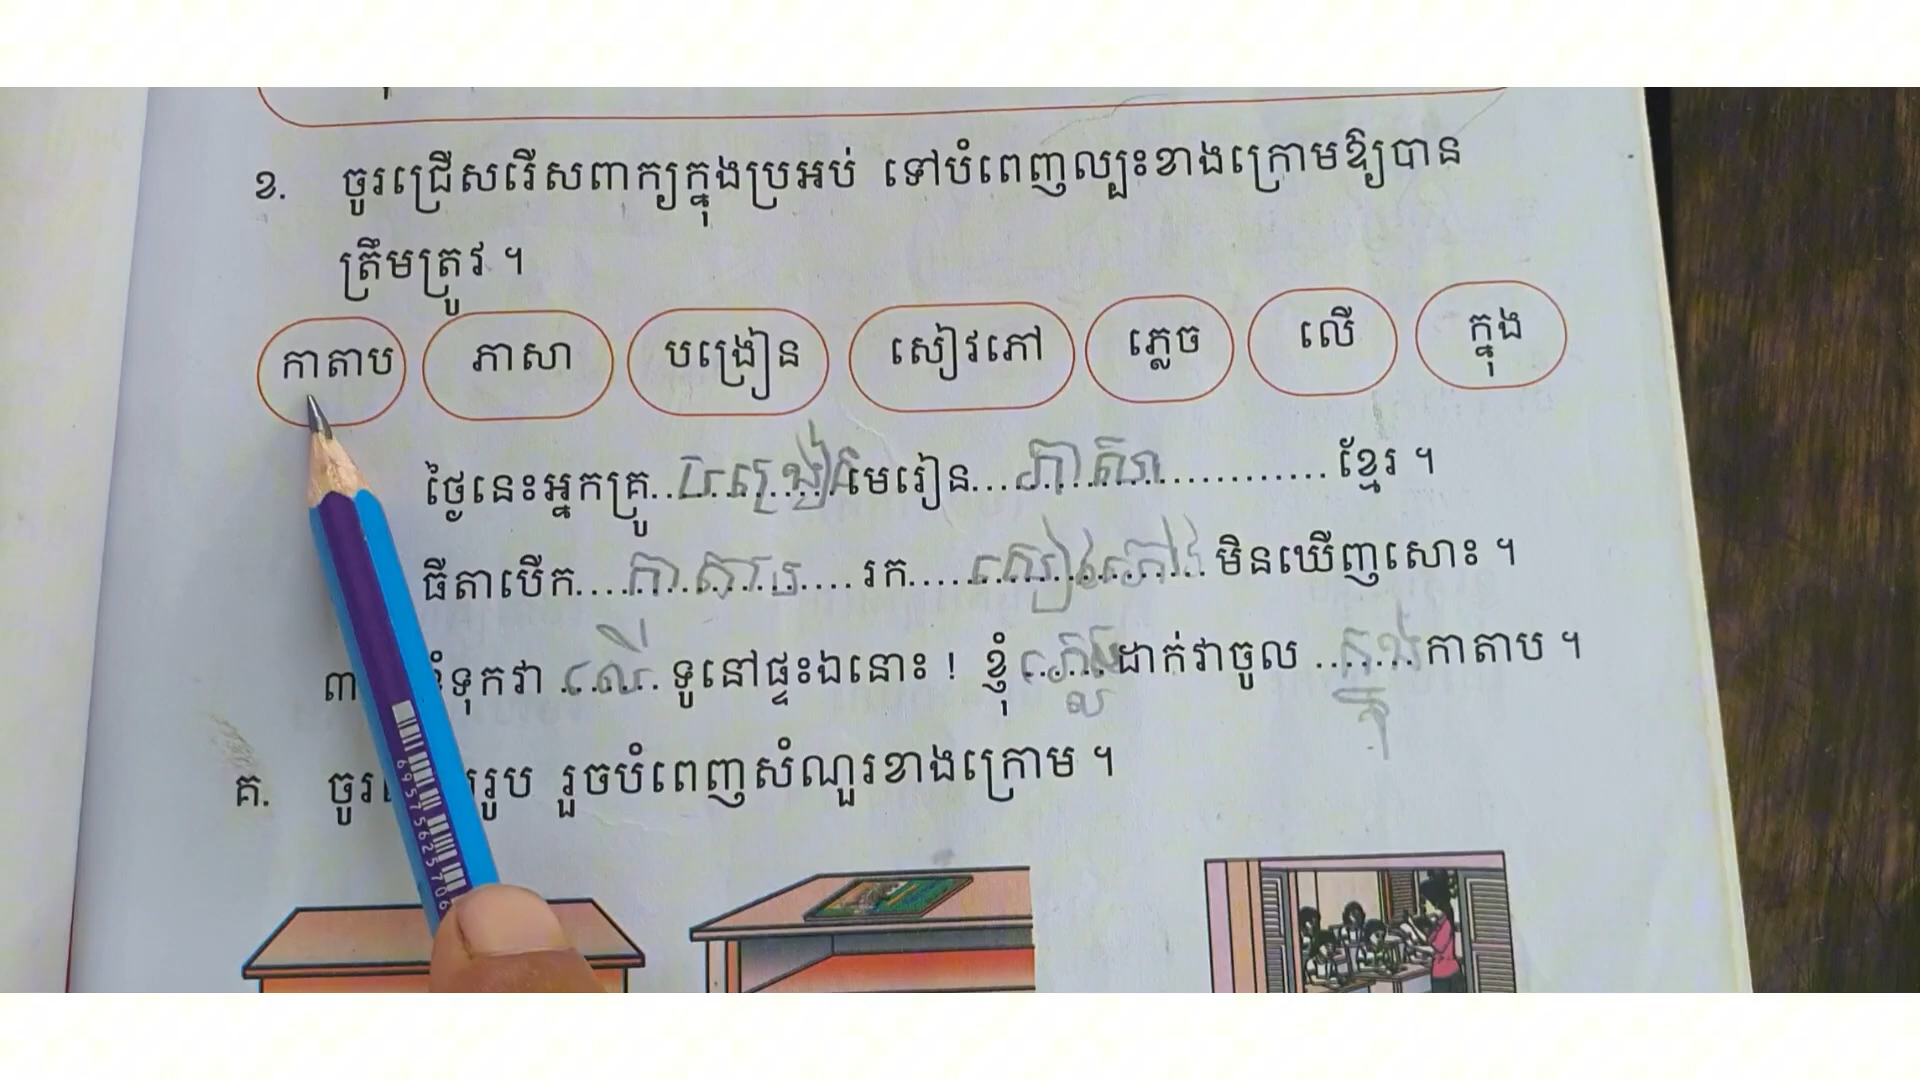 ខ. ចូរជ្រើសរើសពាក្យក្នុងប្រអប់ ទៅបំពេញល្បះខាងក្រោមឱ្យបាន
ត្រឹមត្រូវ ។
កាតាប ភាសា បង្រៀន សៀវភៅ ភ្លេច លើ ក្នុង
ថ្ងៃនេះអ្នកគ្រូ...បង្រៀន...មេរៀន...ភាសា...ខ្មែរ ។
ធីតាបើក...កាតាប...រក...សៀវភៅ...មិនឃើញសោះ ។
៣ ទុកវា...លើ...ទូនៅផ្ទះឯនោះ ! ខ្ញុំ...ភ្លេច...ដាក់វាចូល...ក្នុង...កាតាប ។
គ. រូប រួចបំពេញសំណួរខាងក្រោម ។
695756225706